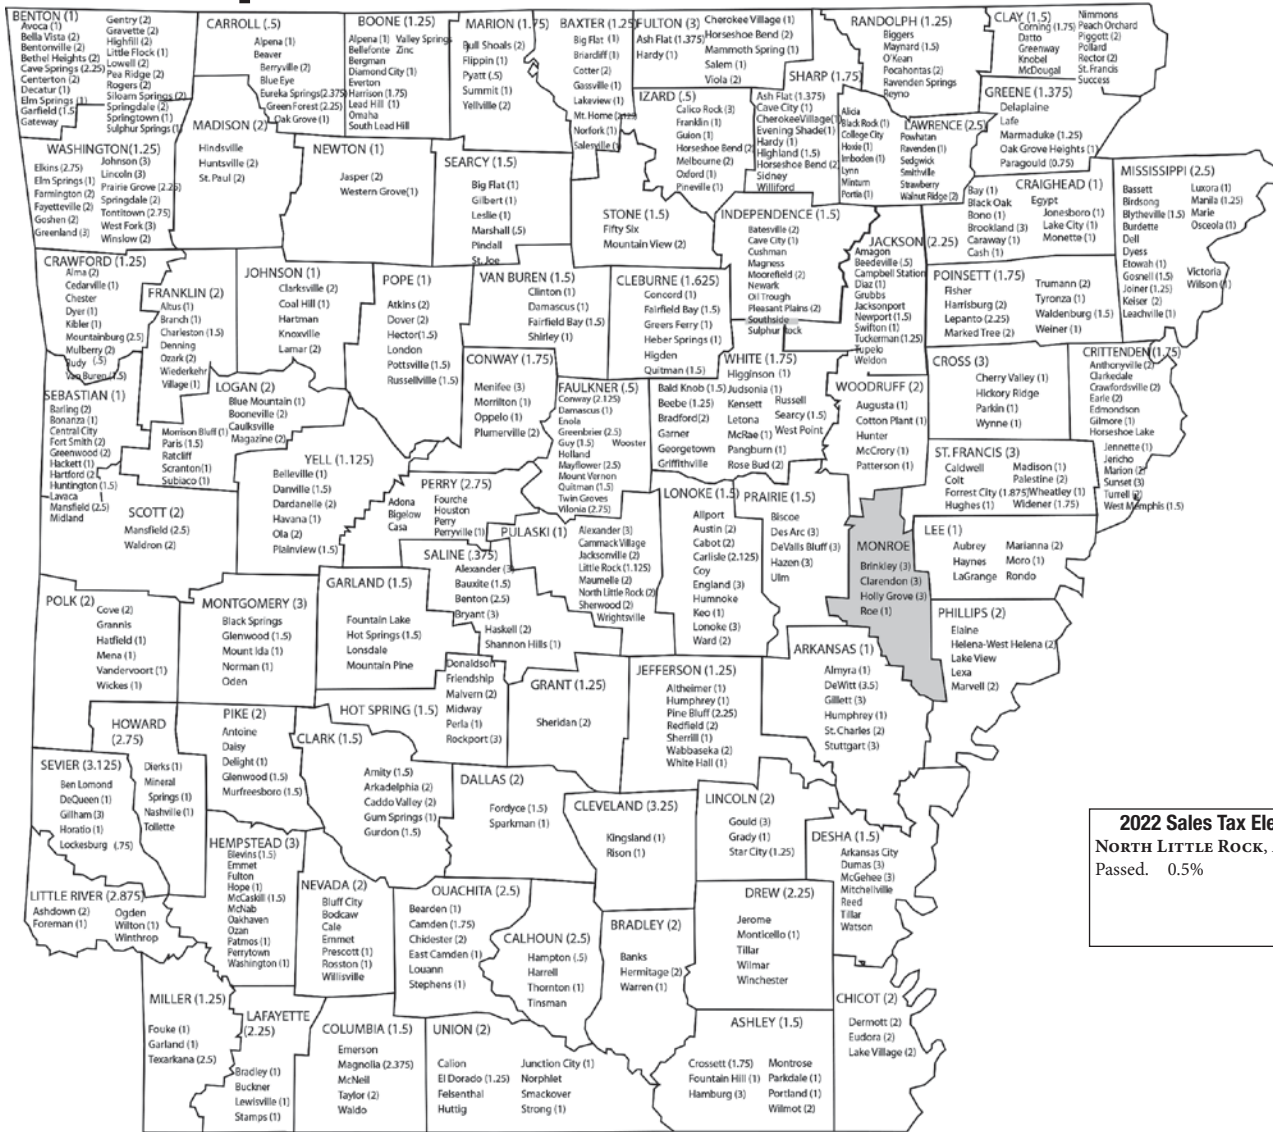 BENTON (1)
Avoca (1)
Bella Vista (2)
Bentonville (2)
Bethel Heights (2)
Cave Springs (2.25)
Centerton (2)
Decatur (1)
Elm Springs (1)
Garfield (1.5)
Gateway
Gentry (2)
Gravette (2)
Highfill (2)
Little Flock (1)
Lowell (2)
Pea Ridge (2)
Rogers (2)
Siloam Springs (2)
Springdale (2)
Springtown (1)
Sulphur Springs (1)
CARROLL (.5)
Alpena (1)
Beaver
Berryville (2)
Blue Eye
Eureka Springs(2.375)
Green Forest (2.25)
Oak Grove (1)
BOONE (1.25)
Alpena (1) Valley Springs
Bellefonte Zinc
Bergman
Diamond City (1)
Everton
Harrison (1.75)
Lead Hill (1)
Omaha
South Lead Hill
MARION (1.75)
Bull Shoals (2)
Flippin (1)
Pyatt (.5)
Summit (1)
Yellville (2)
BAXTER (1.25)
Big Flat (1)
Briarcliff (1)
Cotter (2)
Gassville (1)
Lakeview (1)
Mt. Home
Norfork (1)
Salesville
FULTON (3)
Ash Flat (1.375)
Hardy (1)
Cherokee Village (1)
Horseshoe Bend (2)
Mammoth Spring (1)
Salem (1)
Viola (2)
SHARP (1.75)
Ash Flat (1.375)
Cave City (1)
CherokeeVillage(1)
Evening Shade(1)
Hardy (1)
Highland (1.5)
Horseshoe Bend (2)
Sidney
Williford
RANDOLPH (1.25)
Biggers
Maynard (1.5)
O'Kean
Pocahontas (2)
Ravenden Springs
Reyno
CLAY (1.5)
Corning (1.75)
Datto
Greenway
Knobel
McDougal
Nimmons
Peach Orchard
Piggott (2)
Pollard
Rector (2)
St. Francis
Success
GREENE (1.375)
Delaplaine
Lafe
Marmaduke (1.25)
Oak Grove Heights (1)
Paragould (0.75)
IZARD (.5)
Calico Rock (3)
Franklin (1)
Guion (1)
Horseshoe Bend (2)
Melbourne (2)
Oxford (1)
Pineville (1)
LAWRENCE (2.5)
Alicia
Black Rock (1)
College City
Hoxie (1)
Imboden (1)
Lynn
Minturn
Portia (1)
Powhatan
Ravenden (1)
Sedgwick
Smithville
Strawberry
Walnut Ridge (2)
MADISON (2)
Hindsville
Huntsville (2)
St. Paul (2)
WASHINGTON(1.25)
Elkins (2.75)
Elm Springs (1)
Farmington (2)
Fayetteville (2)
Goshen (2)
Greenland (3)
Johnson (3)
Lincoln (3)
Prairie Grove (2.25)
Springdale (2)
Tontitown (2.75)
West Fork (3)
Winslow (2)
NEWTON (1)
Jasper (2)
Western Grove(1)
SEARCY (1.5)
Big Flat (1)
Gilbert (1)
Leslie (1)
Marshall (.5)
Pindall
St. Joe
STONE (1.5)
Fifty Six
Mountain View (2)
INDEPENDENCE (1.5)
Batesville (2)
Cave City (1)
Cushman
Magness
Moorefield (2)
Newark
Oil Trough
Pleasant Plains (2)
Southside
Sulphur Rock
JACKSON (2.25)
Amagon
Beedeville (.5)
Campbell Station
Diaz (1)
Grubbs
Jacksonport
Newport (1.5)
Swifton (1)
Tuckerman (1.25)
Tupelo
Weldon
CRAIGHEAD (1)
Bay (1)
Black Oak
Bono (1)
Brookland (3)
Caraway (1)
Cash (1)
Egypt
Jonesboro (1)
Lake City (1)
Monette (1)
MISSISSIPPI (2.5)
Bassett
Birdsong
Blytheville (1.5)
Burdette
Dell
Dyess
Etowah (1)
Gosnell (1.5)
Joiner (1.25)
Keiser (2)
Leachville (1)
Luxora (1)
Manila (1.25)
Marie
Osceola (1)
Victoria
Wilson
POINSETT (1.75)
Fisher
Harrisburg (2)
Lepanto (2.25)
Marked Tree (2)
Trumann (2)
Tyronza (1)
Waldenburg (1.5)
Weiner (1)
CRAWFORD (1.25)
Alma (2)
Cedarville (1)
Chester
Dyer (1)
Kibler (1)
Mountainburg (2.5)
Mulberry (2)
Rudy (.5)
Van Buren (1.5)
FRANKLIN (2)
Altus (1)
Branch (1)
Charleston (1.5)
Denning
Ozark (2)
Wiederkehr
Village (1)
JOHNSON (1)
Clarksville (2)
Coal Hill (1)
Hartman
Knoxville
Lamar (2)
POPE (1)
Atkins (2)
Dover (2)
Hector(1.5)
London
Pottsville (1.5)
Russellville (1.5)
VAN BUREN (1.5)
Clinton (1)
Damascus (1)
Fairfield Bay (1.5)
Shirley (1)
CLEBURNE (1.625)
Concord (1)
Fairfield Bay (1.5)
Greers Ferry (1)
Heber Springs (1)
Higden
Quitman (1.5)
CONWAY (1.75)
Menifee (3)
Morrilton (1)
Oppelo (1)
Plumerville (2)
FAULKNER (.5)
Conway (2.125)
Damascus (1)
Enola
Greenbrier (2.5)
Guy (1.5) Wooster
Holland
Mayflower (2.5)
Mount Vernon
Quitman (1.5)
Twin Groves
Vilonia (2.75)
WHITE (1.75)
Bald Knob (1.5)
Beebe (1.25)
Bradford(2)
Garner
Georgetown
Griffithville
Higginson (1)
Judsonia (1)
Kensett
Letona
McRae (1)
Pangburn (1)
Rose Bud (2)
Russell
Searcy (1.5)
West Point
WOODRUFF (2)
Augusta (1)
Cotton Plant (1)
Hunter
McCrory (1)
Patterson (1)
CROSS (3)
Cherry Valley (1)
Hickory Ridge
Parkin (1)
Wynne (1)
CRITTENDEN (1.75)
Anthonyville (2)
Clarkedale
Crawfordsville (2)
Earle (2)
Edmondson
Gilmore (1)
Horseshoe Lake
Jennette (1)
Jericho
Marion (2)
Sunset (3)
Turrell
West Memphis (1.5)
ST. FRANCIS (3)
Caldwell
Colt
Forrest City (1.875)
Hughes (1)
Madison (1)
Palestine (2)
Wheatley (1)
Widener (1.75)
SEBASTIAN (1)
Barling (2)
Bonanza (1)
Central City
Fort Smith (2)
Greenwood (2)
Hackett (1)
Hartford (2)
Huntington (1.5)
Lavaca
Mansfield (2.5)
Midland
LOGAN (2)
Blue Mountain (1)
Booneville (2)
Caulksville
Magazine (2)
Morrison Bluff (1)
Paris (1.5)
Ratcliff
Scranton(1)
Subiaco (1)
YELL (1.125)
Belleville (1)
Danville (1.5)
Dardanelle (2)
Havana (1)
Ola (2)
Plainview (1.5)
PERRY (2.75)
Adona
Bigelow
Casa
Fourche
Houston
Perry
Perryville (1)
SCOTT (2)
Mansfield (2.5)
Waldron (2)
PULASKI (1)
Alexander (3)
Cammack Village
Jacksonville (2)
Little Rock (1.125)
Maumelle (2)
North Little Rock (2)
Sherwood (2)
Wrightsville
LONOKE (1.5)
Allport
Austin (2)
Cabot (2)
Carlisle (2.125)
Coy
England (3)
Humnoke
Keo (1)
Lonoke (3)
Ward (2)
PRAIRIE (1.5)
Biscoe
Des Arc (3)
DeValls Bluff (3)
Hazen (3)
Ulm
MONROE
Brinkley (3)
Clarendon (3)
Holly Grove (3)
Roe (1)
LEE (1)
Aubrey
Haynes
LaGrange
Marianna (2)
Moro (1)
Rondo
PHILLIPS (2)
Elaine
Helena-West Helena (2)
Lake View
Lexa
Marvell (2)
SALINE (.375)
Alexander (3)
Bauxite (1.5)
Benton (2.5)
Bryant (3)
Haskell (2)
Shannon Hills (1)
GARLAND (1.5)
Fountain Lake
Hot Springs (1.5)
Lonsdale
Mountain Pine
POLK (2)
Cove (2)
Grannis
Hatfield (1)
Mena (1)
Vandervoort (1)
Wickes (1)
MONTGOMERY (3)
Black Springs
Glenwood (1.5)
Mount Ida (1)
Norman (1)
Oden
HOT SPRING (1.5)
Donaldson
Friendship
Malvern (2)
Midway
Perla (1)
Rockport (3)
GRANT (1.25)
Sheridan (2)
JEFFERSON (1.25)
Altheimer (1)
Humphrey (1)
Pine Bluff (2.25)
Redfield (2)
Sherrill (1)
Wabbaseka (2)
White Hall (1)
ARKANSAS (1)
Almyra (1)
DeWitt (3.5)
Gillett (3)
Humphrey (1)
St. Charles (2)
Stuttgart (3)
HOWARD
(2.75)
Dierks (1)
Mineral
Springs (1)
Nashville (1)
Tollette
PIKE (2)
Antoine
Daisy
Delight (1)
Glenwood (1.5)
Murfreesboro (1.5)
CLARK (1.5)
Amity (1.5)
Arkadelphia (2)
Caddo Valley (2)
Gum Springs (1)
Gurdon (1.5)
SEVIER (3.125)
Ben Lomond
DeQueen (1)
Gillham (3)
Horatio (1)
Lockesburg (.75)
DALLAS (2)
Fordyce (1.5)
Sparkman (1)
CLEVELAND (3.25)
Kingsland (1)
Rison (1)
LINCOLN (2)
Gould (3)
Grady (1)
Star City (1.25)
DESHA (1.5)
Arkansas City
Dumas (3)
McGehee (3)
Mitchellville
Reed
Tillar
Watson
2022 Sales Tax Ele
NORTH LITTLE ROCK,
Passed. 0.5%
HEMPSTEAD (3)
Blevins (1.5)
Emmet
Fulton
Hope (1)
McCaskill (1.5)
McNab
Oakhaven
Ozan
Patmos (1)
Perrytown
Washington (1)
LITTLE RIVER (2.875)
Ashdown (2)
Foreman (1)
Ogden
Wilton (1)
Winthrop
NEVADA (2)
Bluff City
Bodcaw
Cale
Emmet
Prescott (1)
Rosston (1)
Willisville
OUACHITA (2.5)
Bearden (1)
Camden (1.75)
Chidester (2)
East Camden (1)
Louann
Stephens (1)
CALHOUN (2.5)
Hampton (.5)
Harrell
Thornton (1)
Tinsman
BRADLEY (2)
Banks
Hermitage (2)
Warren (1)
DREW (2.25)
Jerome
Monticello (1)
Tillar
Wilmar
Winchester
CHICOT (2)
Dermott (2)
Eudora (2)
Lake Village (2)
MILLER (1.25)
Fouke (1)
Garland (1)
Texarkana (2.5)
LAFAYETTE
(2.25)
Bradley (1)
Buckner
Lewisville (1)
Stamps (1)
COLUMBIA (1.5)
Emerson
Magnolia (2.375)
McNeil
Taylor (2)
Waldo
UNION (2)
Calion
El Dorado (1.25)
Felsenthal
Huttig
Junction City (1)
Norphlet
Smackover
Strong (1)
ASHLEY (1.5)
Crossett (1.75)
Fountain Hill (1)
Hamburg (3)
Montrose
Parkdale (1)
Portland (1)
Wilmot (2)